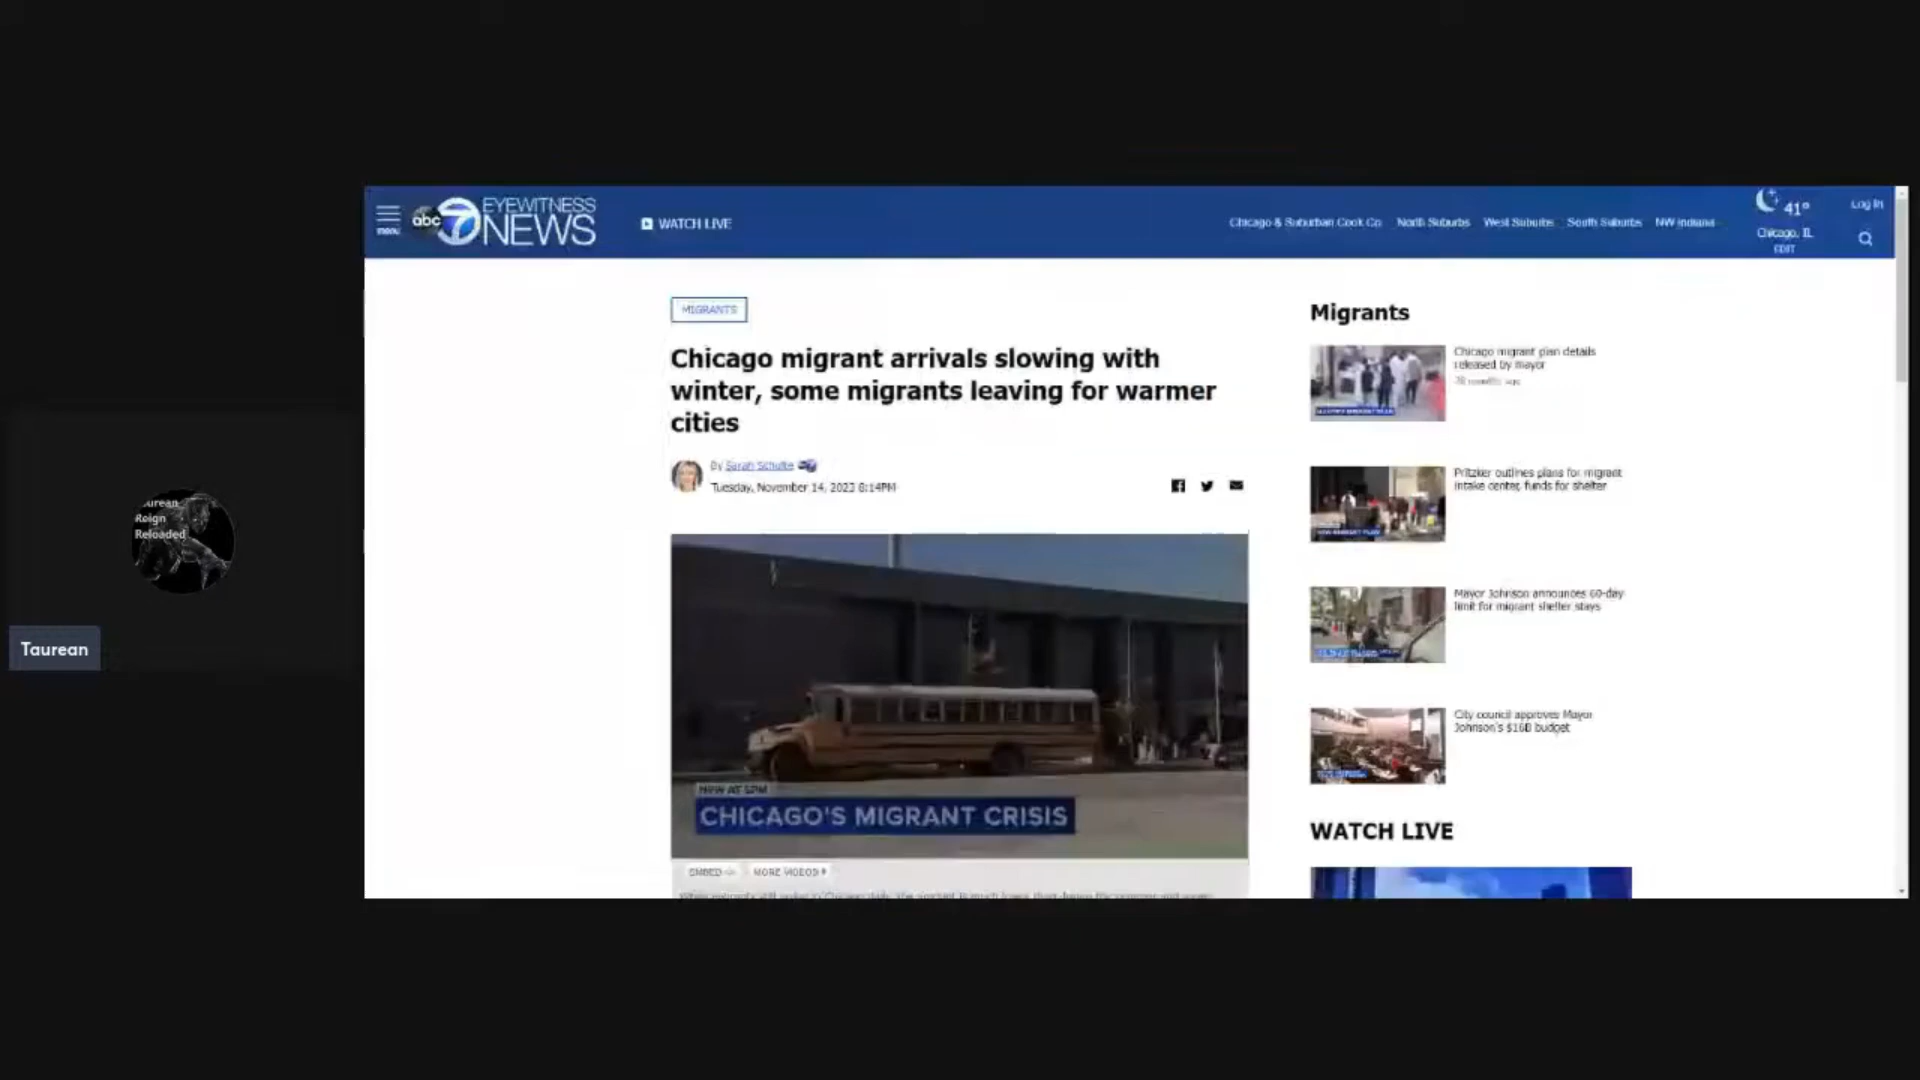 menu
abc 7 EYEWITNESS
NEWS
WATCH LIVE
Chicago & Suburban Cook Co.
North Suburbs
West Suburbs
South Suburbs
NW Indiana
41°
Chicago, IL
EDIT
Log In
MIGRANTS
Chicago migrant arrivals slowing with
winter, some migrants leaving for warmer
cities
By Sarah Schulte
Tuesday, November 14, 2023 6:14PM
NEW AT 5PM
CHICAGO'S MIGRANT CRISIS
EMBED <>
MORE VIDEOS
Migrants
Chicago migrant plan details
released by mayor
Pritzker outlines plans for migrant
intake center, funds for shelter
Mayor Johnson announces 60-day
limit for migrant shelter stays
City council approves Mayor
Johnson's $16B budget
WATCH LIVE
Reign
Reloaded
Taurean